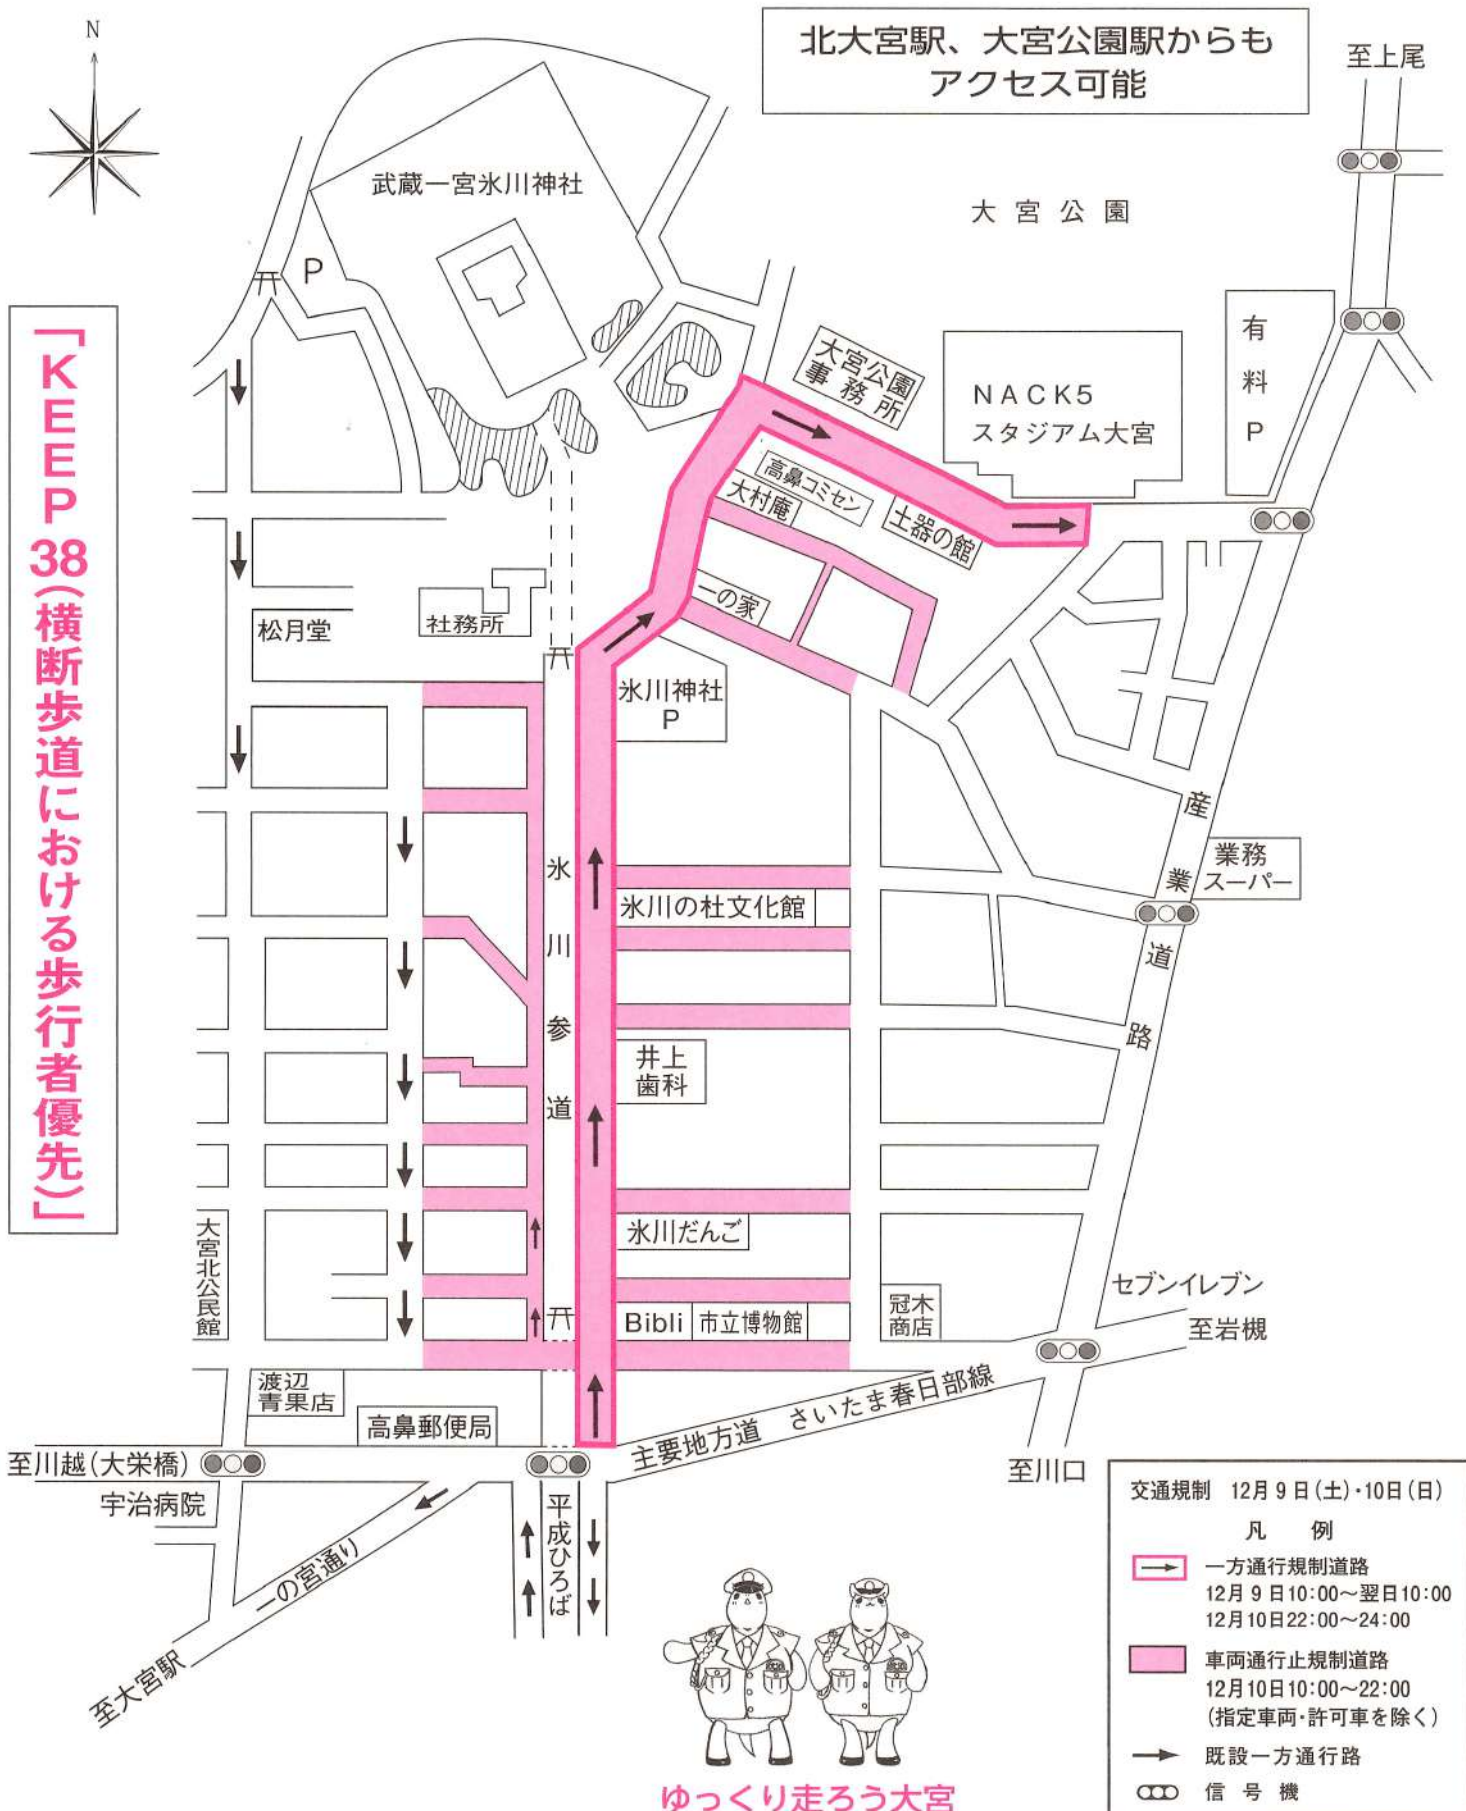 N
北大宮駅、大宮公園駅からも
アクセス可能
至上尾
武蔵一宮氷川神社
大宮公園
P
「KEEP38(横断歩道における歩行者優先)」
大宮公園
事務所
NACK5
スタジアム大宮
有料P
高鼻コミセン
大村庵
土器の館
一の家
松月堂
社務所
氷川神社
P
氷川参道
産業道路
業務
スーパー
氷川の杜文化館
井上
歯科
氷川だんご
大宮北公民館
Bibli
市立博物館
冠木
商店
セブンイレブン
至岩槻
渡辺
青果店
高鼻郵便局
主要地方道 さいたま春日部線
至川越(大栄橋)
至川口
宇治病院
平成ひろば
一の宮通り
至大宮駅
交通規制 12月9日(土)・10日(日)
凡 例
一方通行規制道路
12月9日10:00～翌日10:00
12月10日22:00～24:00
車両通行止規制道路
12月10日10:00～22:00
(指定車両・許可車を除く)
既設一方通行路
信号機
ゆっくり走ろう大宮